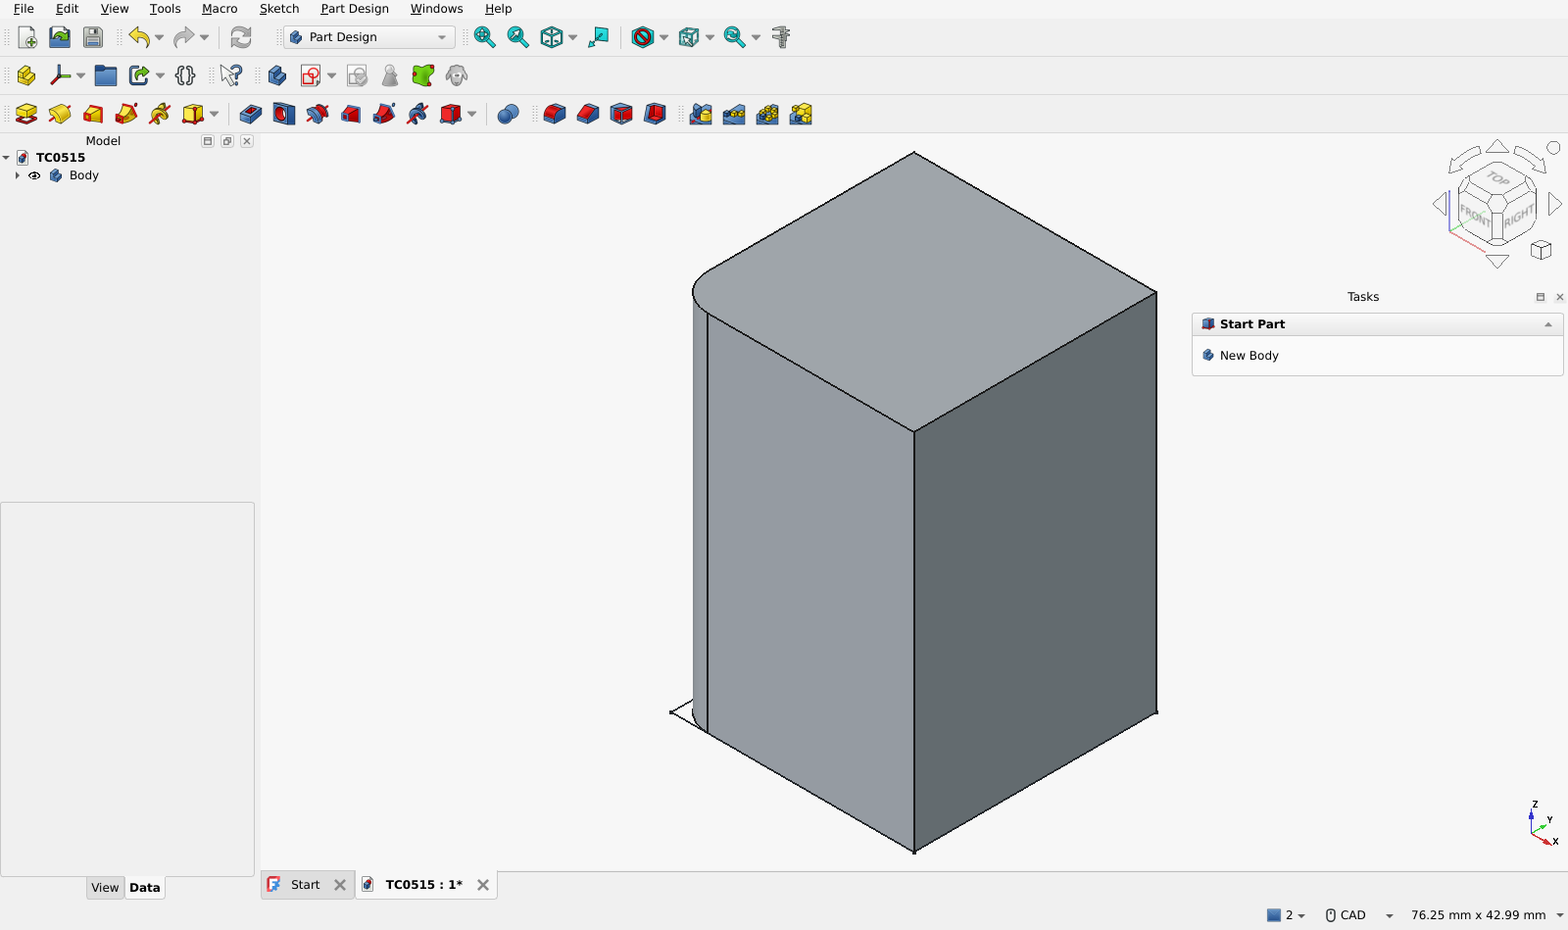 File Edit View Tools Macro Sketch Part Design Windows Help
Part Design
Model
TC0515
Body
TOP
FRONT
RIGHT
Tasks
Start Part
New Body
Z
Y
X
View Data
Start
TC0515 : 1*
2
CAD
76.25 mm x 42.99 mm